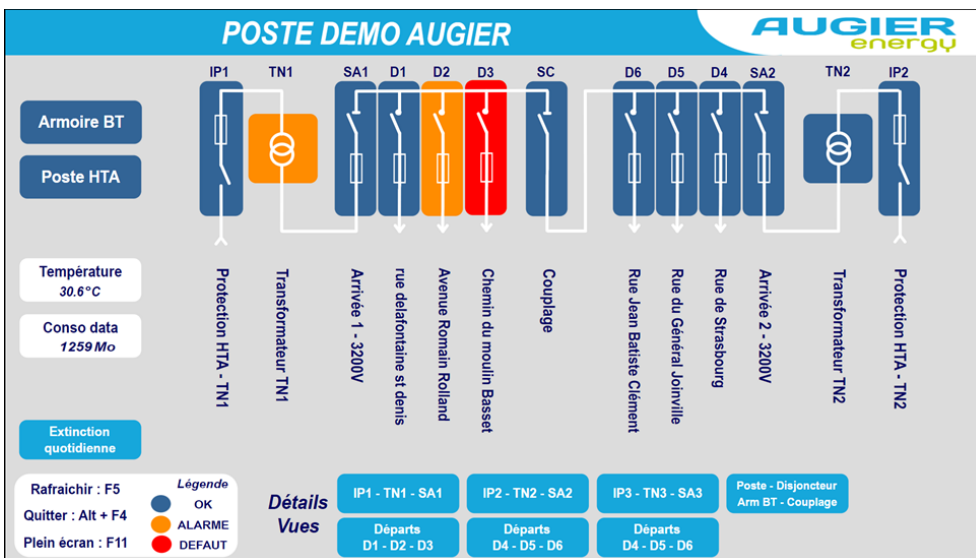 POSTE DEMO AUGIER
AUGIER
energy
IP1
TN1
SA1
D1
D2
D3
SC
D6
D5
D4
SA2
TN2
IP2
Armoire BT
Poste HTA
Température
30.6°C
Conso data
1259 Mo
Protection HTA - TN1
Transformateur TN1
Arrivée 1 - 3200V
rue delafontaine st denis
Avenue Romain Rolland
Chemin du moulin Basset
Couplage
Rue Jean Batiste Clément
Rue du Général Joinville
Rue de Strasbourg
Arrivée 2 - 3200V
Transformateur TN2
Protection HTA - TN2
Extinction
quotidienne
Rafraichir : F5
Quitter : Alt + F4
Plein écran : F11
Légende
OK
ALARME
DEFAUT
Détails
Vues
IP1 - TN1 - SA1
IP2 - TN2 - SA2
IP3 - TN3 - SA3
Poste - Disjoncteur
Arm BT - Couplage
Départs
D1 - D2 - D3
Départs
D4 - D5 - D6
Départs
D4 - D5 - D6